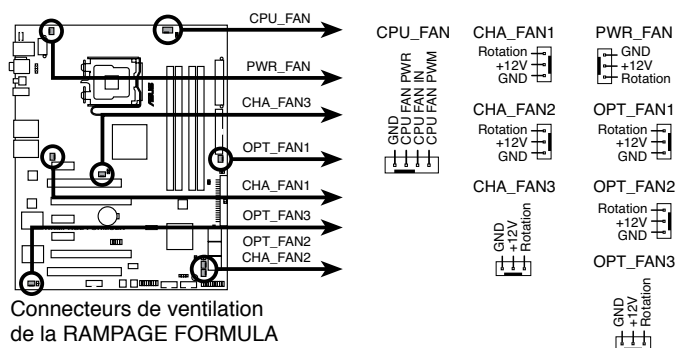 CPU_FAN
PWR_FAN
CHA_FAN3
OPT_FAN1
CHA_FAN1
OPT_FAN3
OPT_FAN2
CHA_FAN2
ASUS
Connecteurs de ventilation
de la RAMPAGE FORMULA
CPU_FAN
GND
CPU FAN PWR
CPU FAN IN
CPU FAN PWM
CHA_FAN1
Rotation
+12V
GND
CHA_FAN2
Rotation
+12V
GND
CHA_FAN3
GND
+12V
Rotation
PWR_FAN
GND
+12V
Rotation
OPT_FAN1
Rotation
+12V
GND
OPT_FAN2
Rotation
+12V
GND
OPT_FAN3
GND
+12V
Rotation